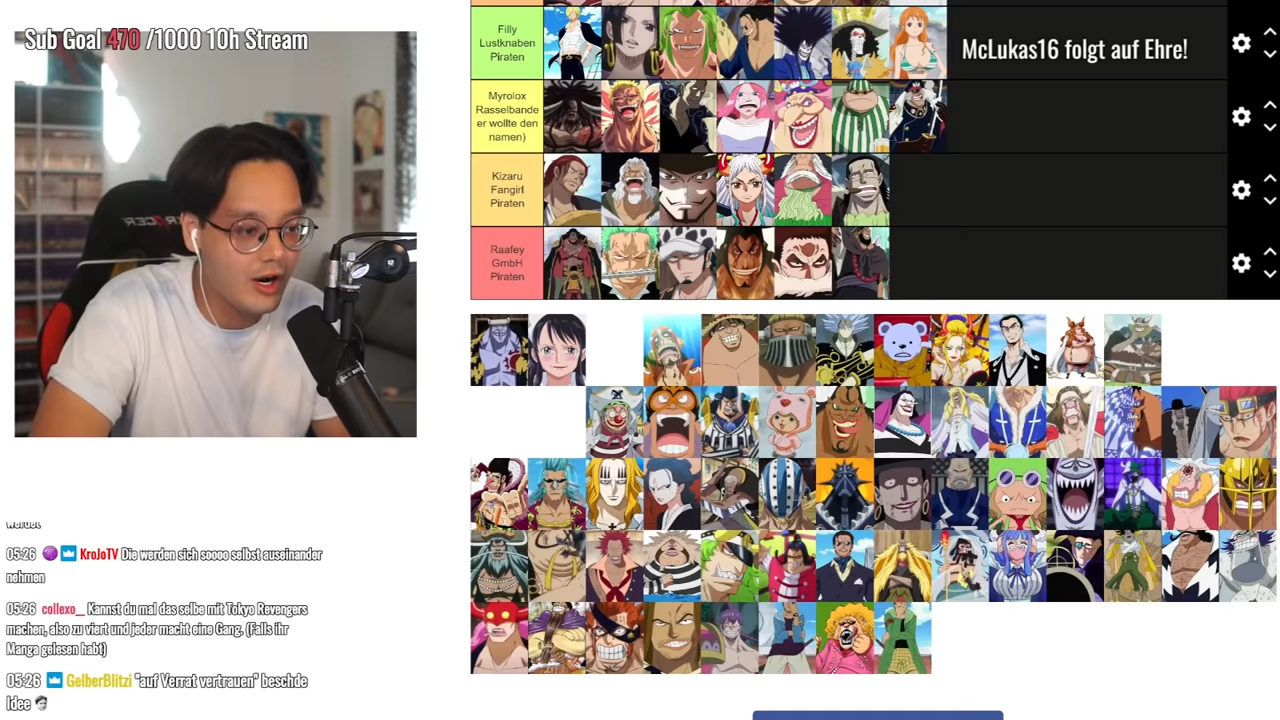 Sub Goal 470 /1000 10h Stream
Filly
Lustknaben
Piraten
McLukas16 folgt auf Ehre!
Myrolox
Rasselbande
er wollte den
namen)
Kizaru
Fangirl
Piraten
Raafey
GmbH
Piraten
05:26 KroJoTV Die werden sich soooo selbst auseinander
nehmen
05:26 collexo_ Kannst du mal das selbe mit Tokyo Revengers
machen, also zu viert und jeder macht eine Gang. (Falls ihr
Manga gelesen habt)
05:26 GelberBlitzi "auf Verrat vertrauen" beschde
Idee